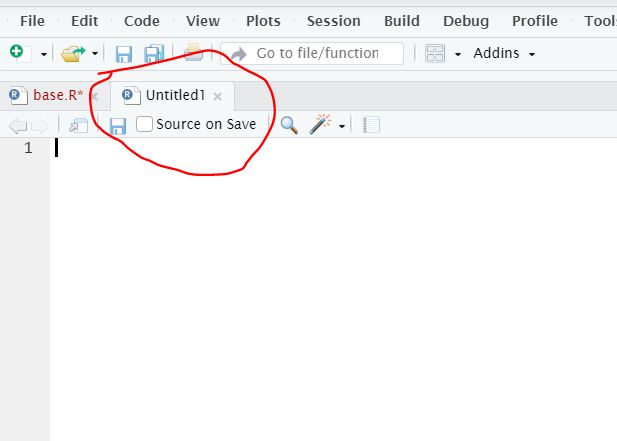 File Edit Code View Plots Session Build Debug Profile Tools
Go to file/function Addins
R base.R* R Untitled1
Source on Save
1